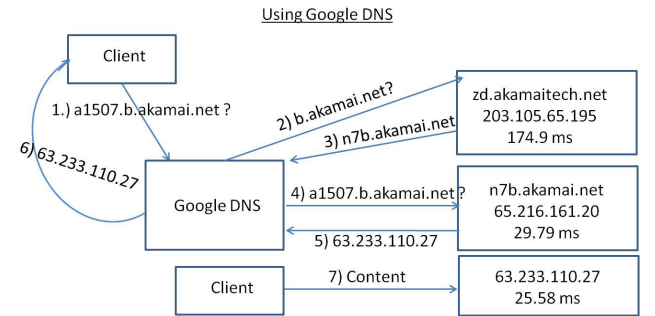 Using Google DNS
Client
1.) a1507.b.akamai.net ?
2) b.akamai.net?
zd.akamaitech.net
203.105.65.195
174.9 ms
3) n7b.akamai.net
6) 63.233.110.27
Google DNS
4) a1507.b.akamai.net ?
n7b.akamai.net
65.216.161.20
29.79 ms
5) 63.233.110.27
Client
7) Content
63.233.110.27
25.58 ms